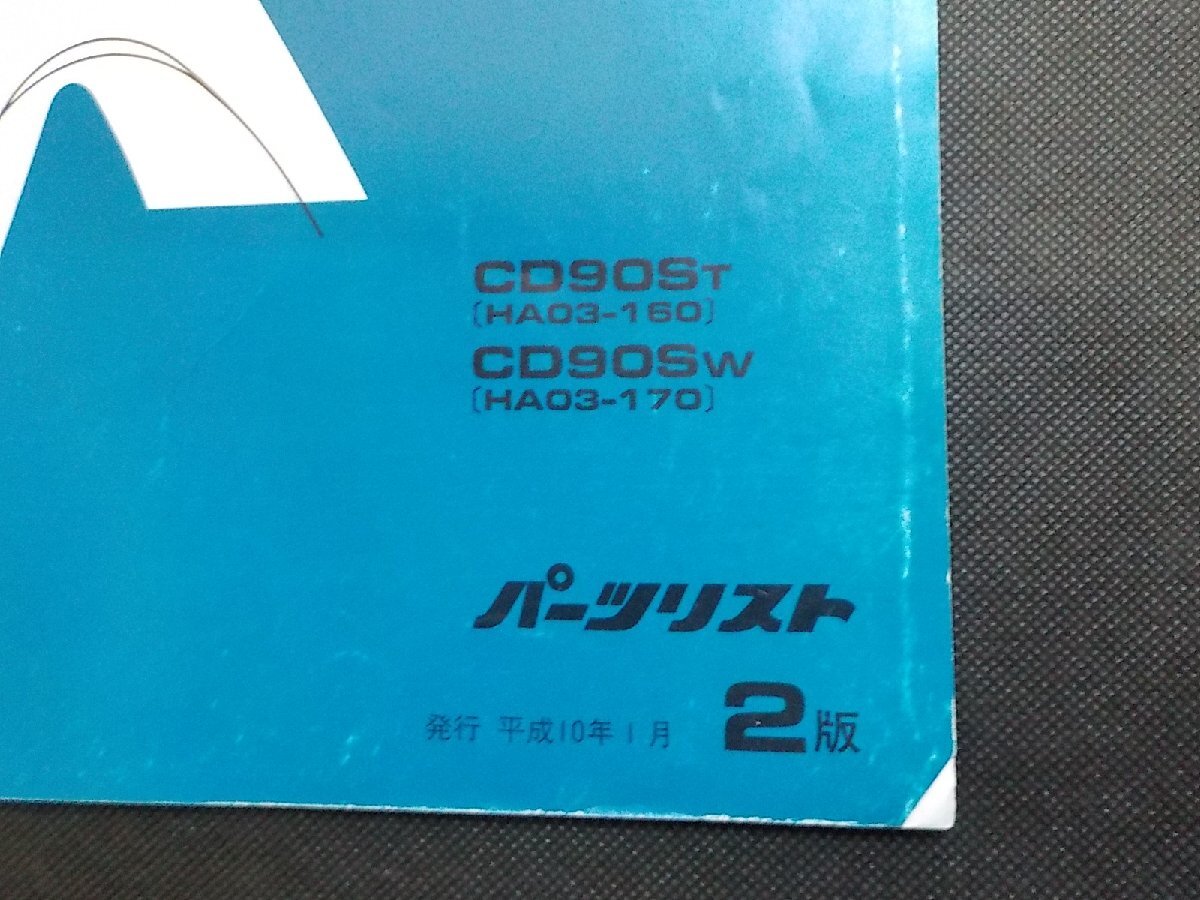 CD90ST
〔HA03-160〕
CD90SW
〔HA03-170〕
パーツリスト
発行 平成10年1月 2版